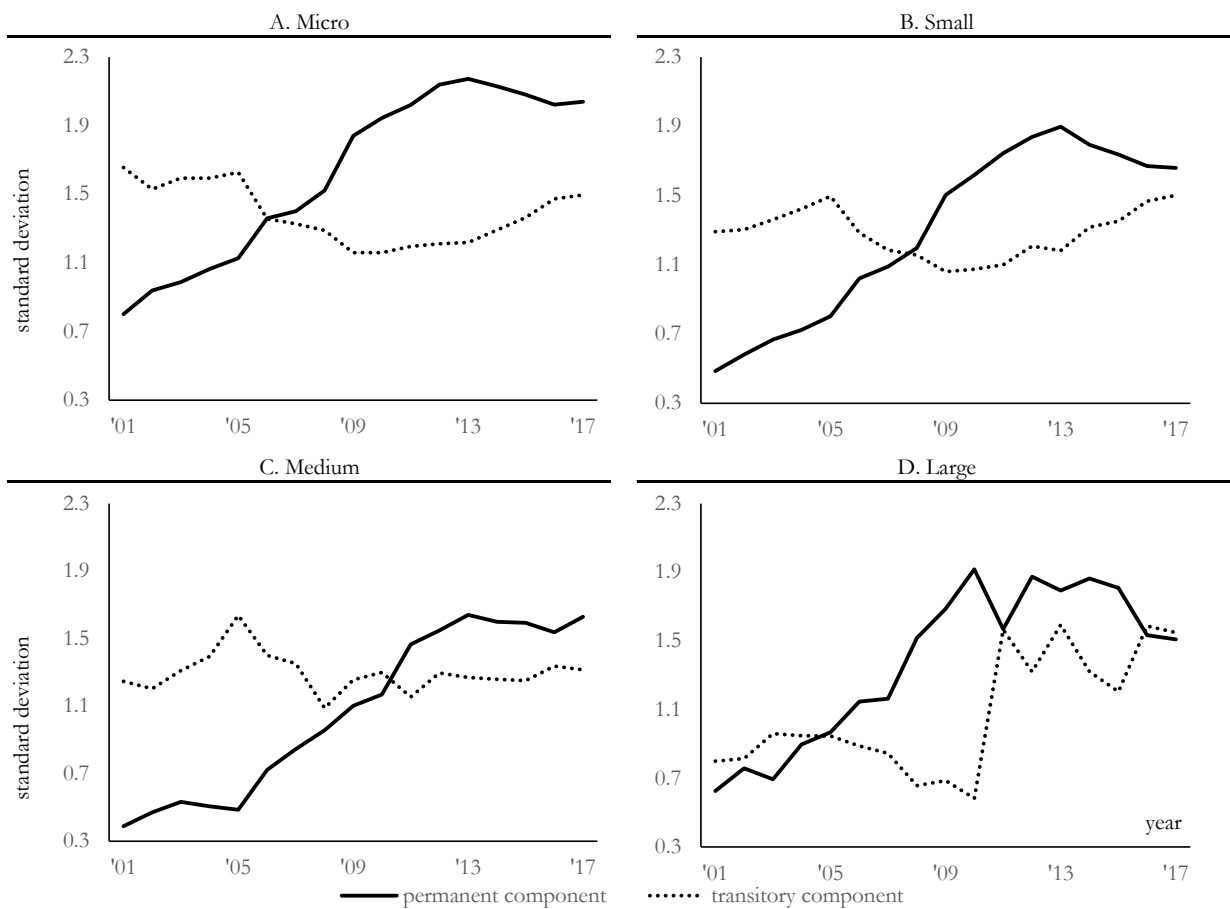 A. Micro
B. Small
standard deviation
2.3
1.9
1.5
1.1
0.7
0.3
'01 '05 '09 '13 '17
2.3
1.9
1.5
1.1
0.7
0.3
'01 '05 '09 '13 '17
C. Medium
D. Large
standard deviation
2.3
1.9
1.5
1.1
0.7
0.3
'01 '05 '09 '13 '17
2.3
1.9
1.5
1.1
0.7
0.3
year
'01 '05 '09 '13 '17
permanent component
transitory component